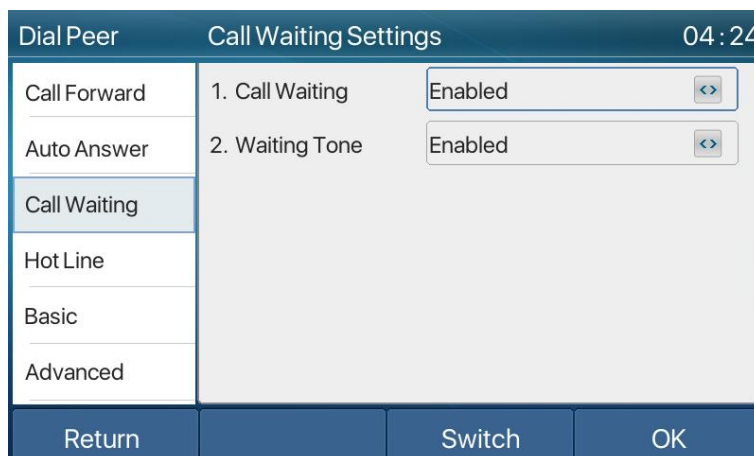 Dial Peer Call Waiting Settings 04:24
Call Forward
Auto Answer
Call Waiting
Hot Line
Basic
Advanced
1. Call Waiting Enabled
2. Waiting Tone Enabled
Return Switch OK